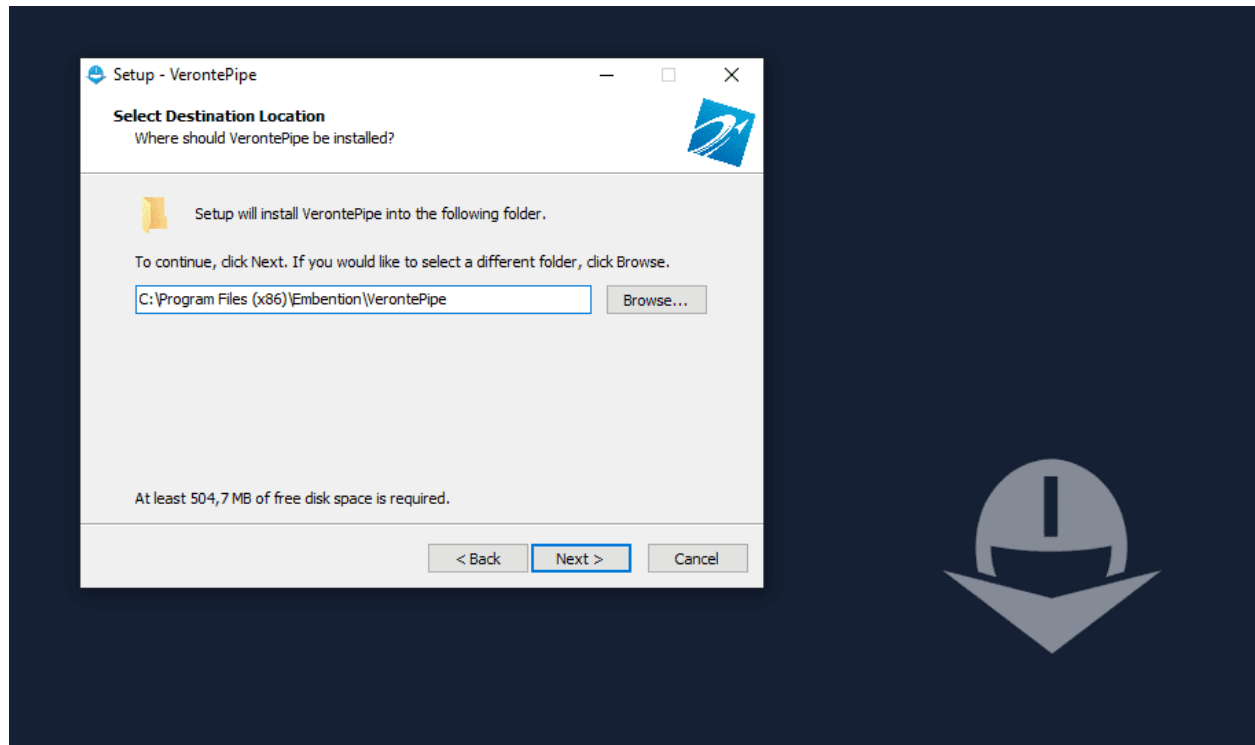 Setup - VerontePipe
Select Destination Location
Where should VerontePipe be installed?
Setup will install VerontePipe into the following folder.
To continue, click Next. If you would like to select a different folder, click Browse.
C:\Program Files (x86)\Embention\VerontePipe
Browse...
At least 504,7 MB of free disk space is required.
< Back
Next >
Cancel